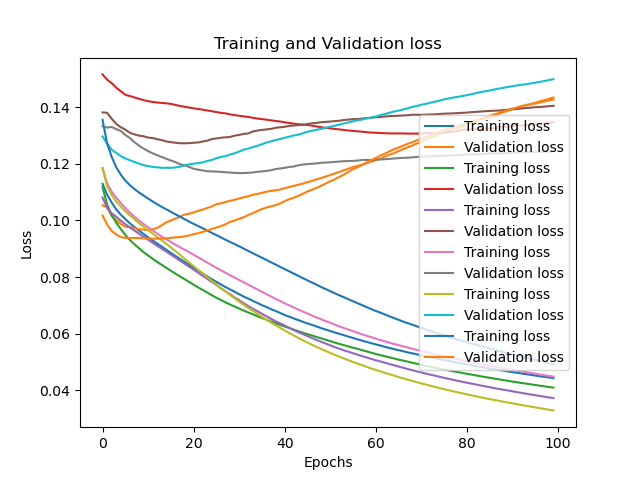 Training and Validation loss
Loss
0.14
0.12
0.10
0.08
0.06
0.04
Training loss
Validation loss
Training loss
Validation loss
Training loss
Validation loss
Training loss
Validation loss
Training loss
Validation loss
Training loss
Validation loss
0 20 40 60 80 100
Epochs